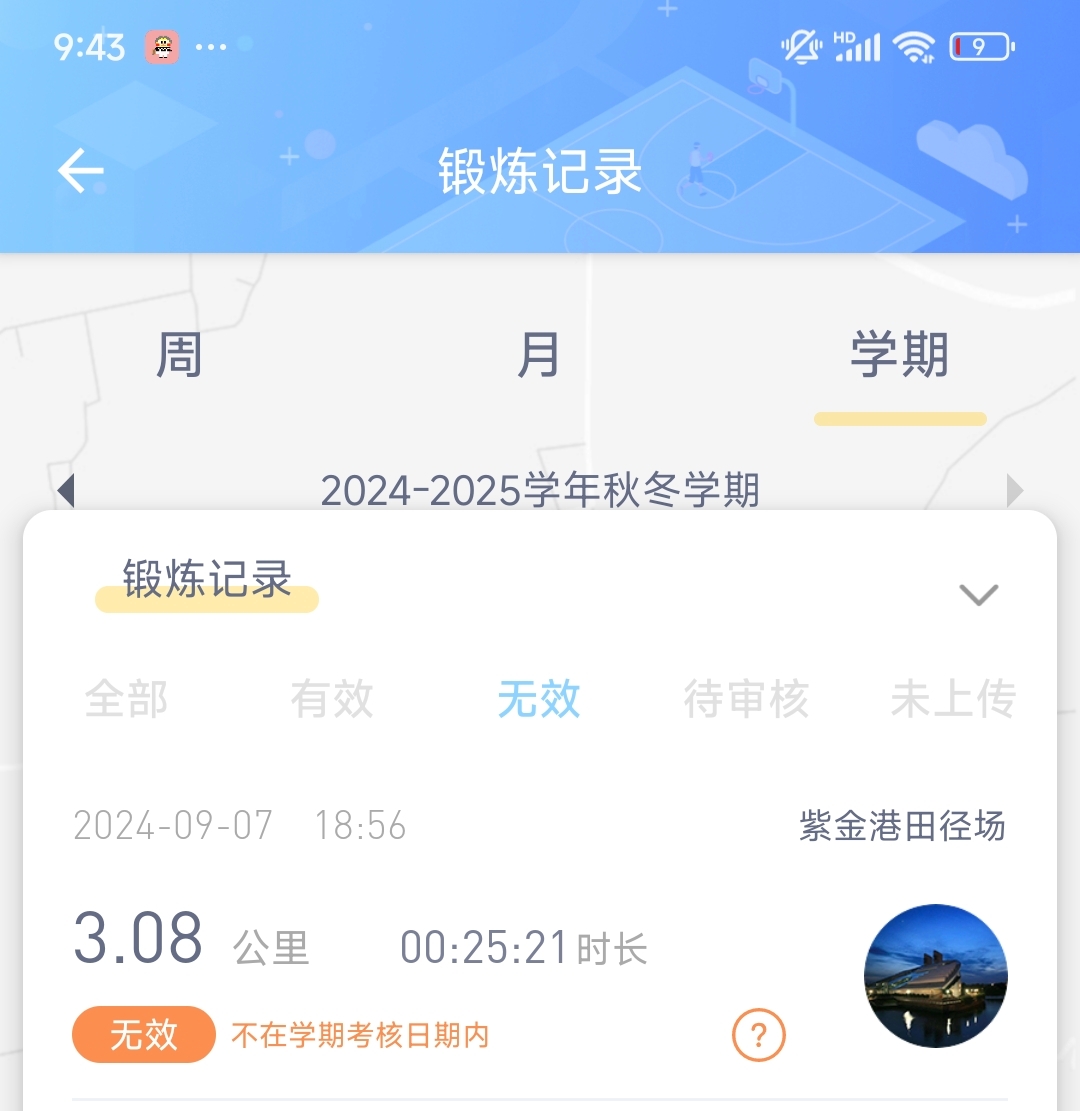 9:43 HD 9
锻炼记录
周 月 学期
2024-2025学年秋冬学期
锻炼记录
全部 有效 无效 待审核 未上传
2024-09-07 18:56 紫金港田径场
3.08 公里 00:25:21时长
无效 不在学期考核日期内 ?